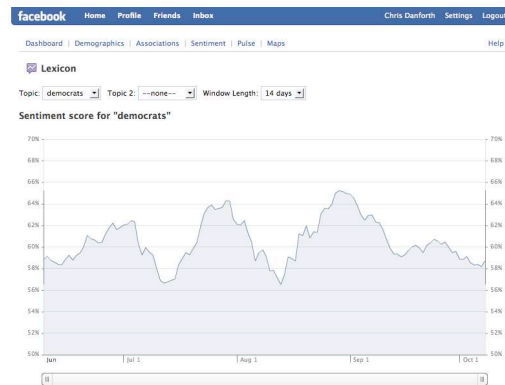 facebook Home Profile Friends Inbox Chris Danforth Settings Logout
Dashboard | Demographics | Associations | Sentiment | Pulse | Maps Help
Lexicon
Topic: democrats Topic 2: --none-- Window Length: 14 days
Sentiment score for "democrats"
70% 70%
68% 68%
66% 66%
64% 64%
62% 62%
60% 60%
58% 58%
56% 56%
54% 54%
52% 52%
50% 50%
Jun Jul 1 Aug 1 Sep 1 Oct 1